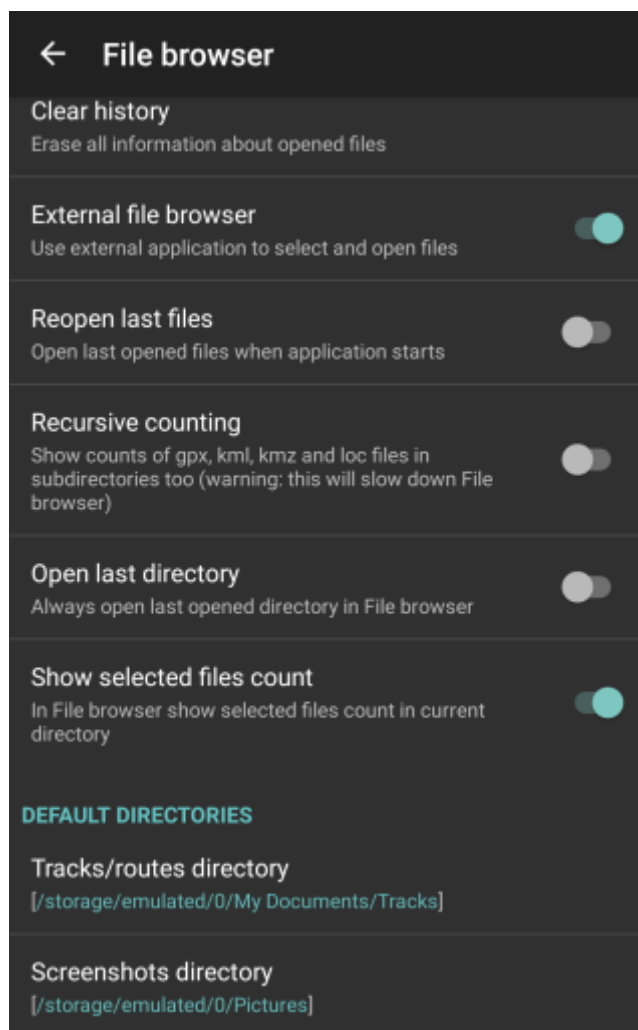 File browser
Clear history
Erase all information about opened files
External file browser
Use external application to select and open files
Reopen last files
Open last opened files when application starts
Recursive counting
Show counts of gpx, kml, kmz and loc files in
subdirectories too (warning: this will slow down File
browser)
Open last directory
Always open last opened directory in File browser
Show selected files count
In File browser show selected files count in current
directory
DEFAULT DIRECTORIES
Tracks/routes directory
[/storage/emulated/0/My Documents/Tracks]
Screenshots directory
[/storage/emulated/0/Pictures]